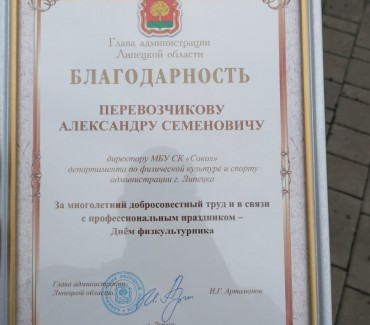 Глава администрации
Липецкой области
БЛАГОДАРНОСТЬ
ПЕРЕВОЗЧИКОВУ
АЛЕКСАНДРУ СЕМЕНОВИЧУ
директору МБУ СК «Сокол»
департамента по физической культуре и спорту
администрации г. Липецка
За многолетний добросовестный труд и в связи
с профессиональным праздником –
Днём физкультурника
Глава администрации
Липецкой области
И.Г. Артамонов